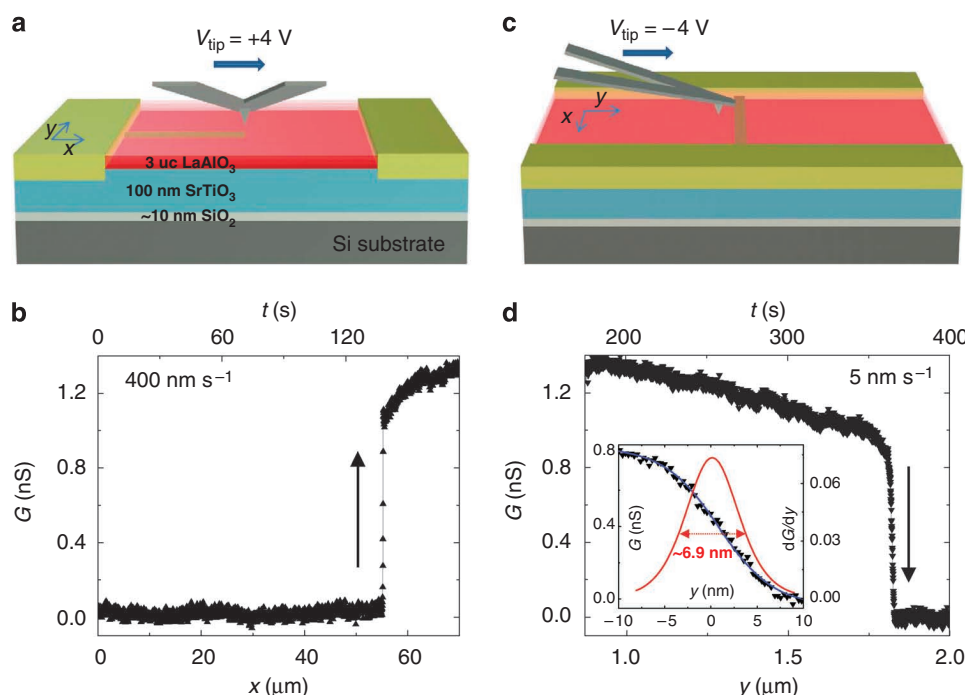 a
V_tip = +4 V
y
x
3 uc LaAlO₃
100 nm SrTiO₃
~10 nm SiO₂
Si substrate
c
V_tip = −4 V
y
x
b
t (s)
0 60 120
400 nm s⁻¹
1.2
0.8
0.4
0.0
G (nS)
0 20 40 60
x (μm)
d
t (s)
200 300 400
5 nm s⁻¹
1.2
0.8
0.4
0.0
G (nS)
0.8
0.4
0.0
G (nS)
~6.9 nm
0.06
0.03
0.00
dG/dy
y (nm)
−10 −5 0 5 10
1.0 1.5 2.0
y (μm)